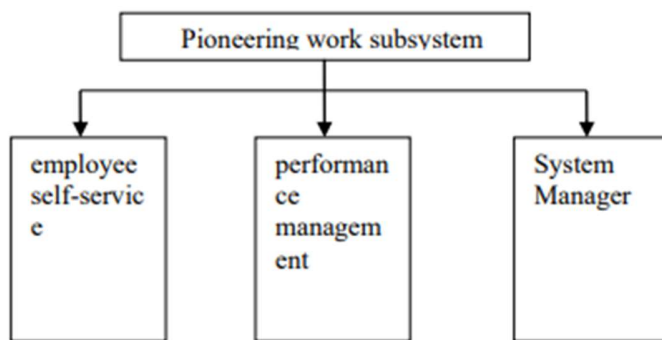 Pioneering work subsystem
employee
self-servic
e
performan
ce
managem
ent
System
Manager